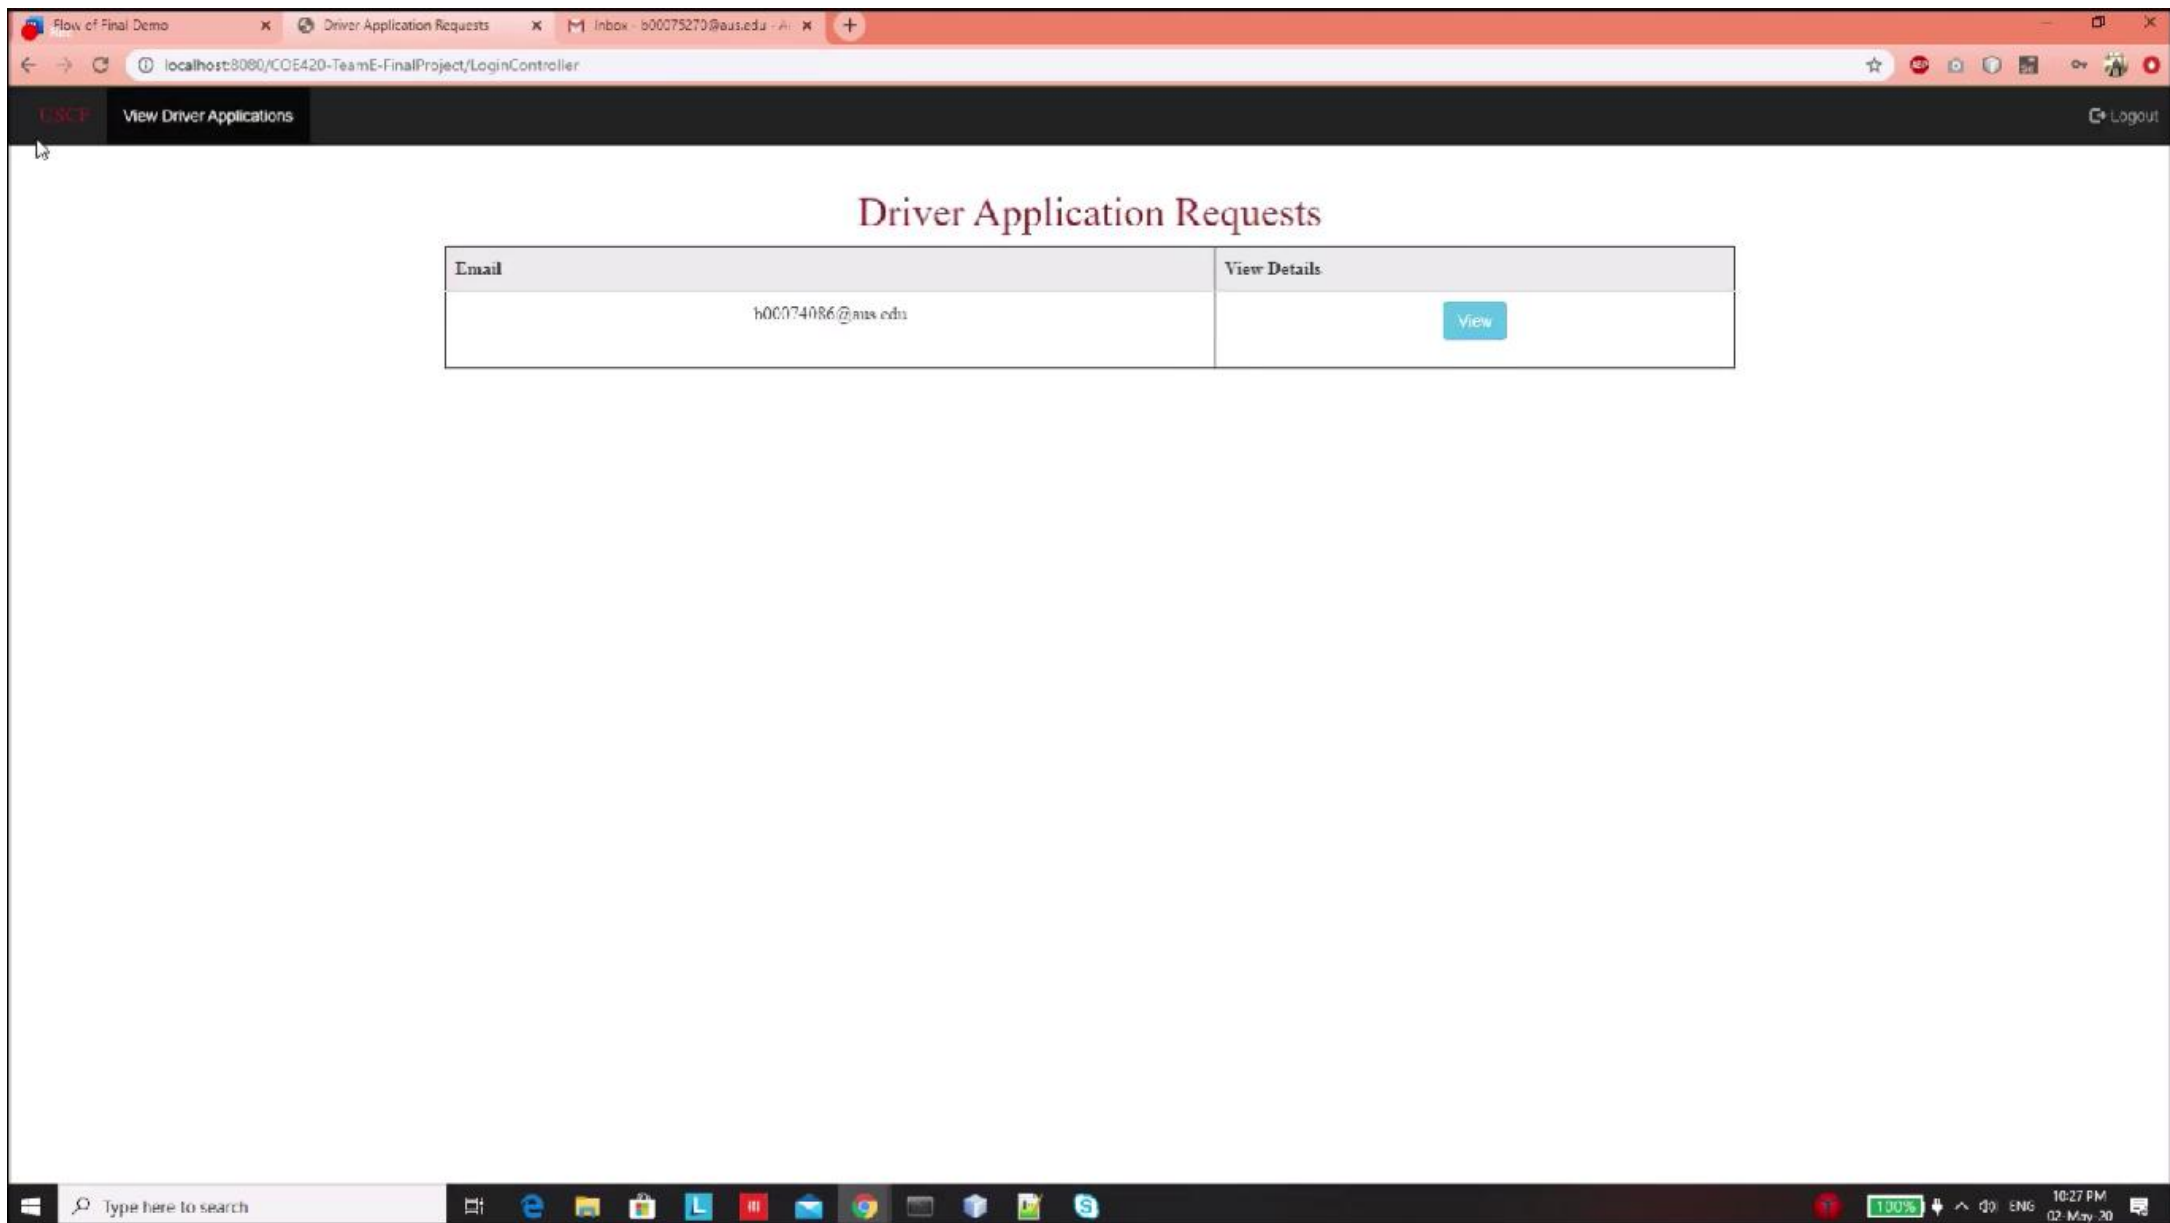 Flow of Final Demo
Driver Application Requests
Inbox - b00075270@aus.edu - A
localhost:8080/COE420-TeamE-FinalProject/LoginController
USCF
View Driver Applications
Logout
Driver Application Requests
Email
View Details
b00074086@aus.edu
View
Type here to search
100%
ENG
10:27 PM
02-May-20